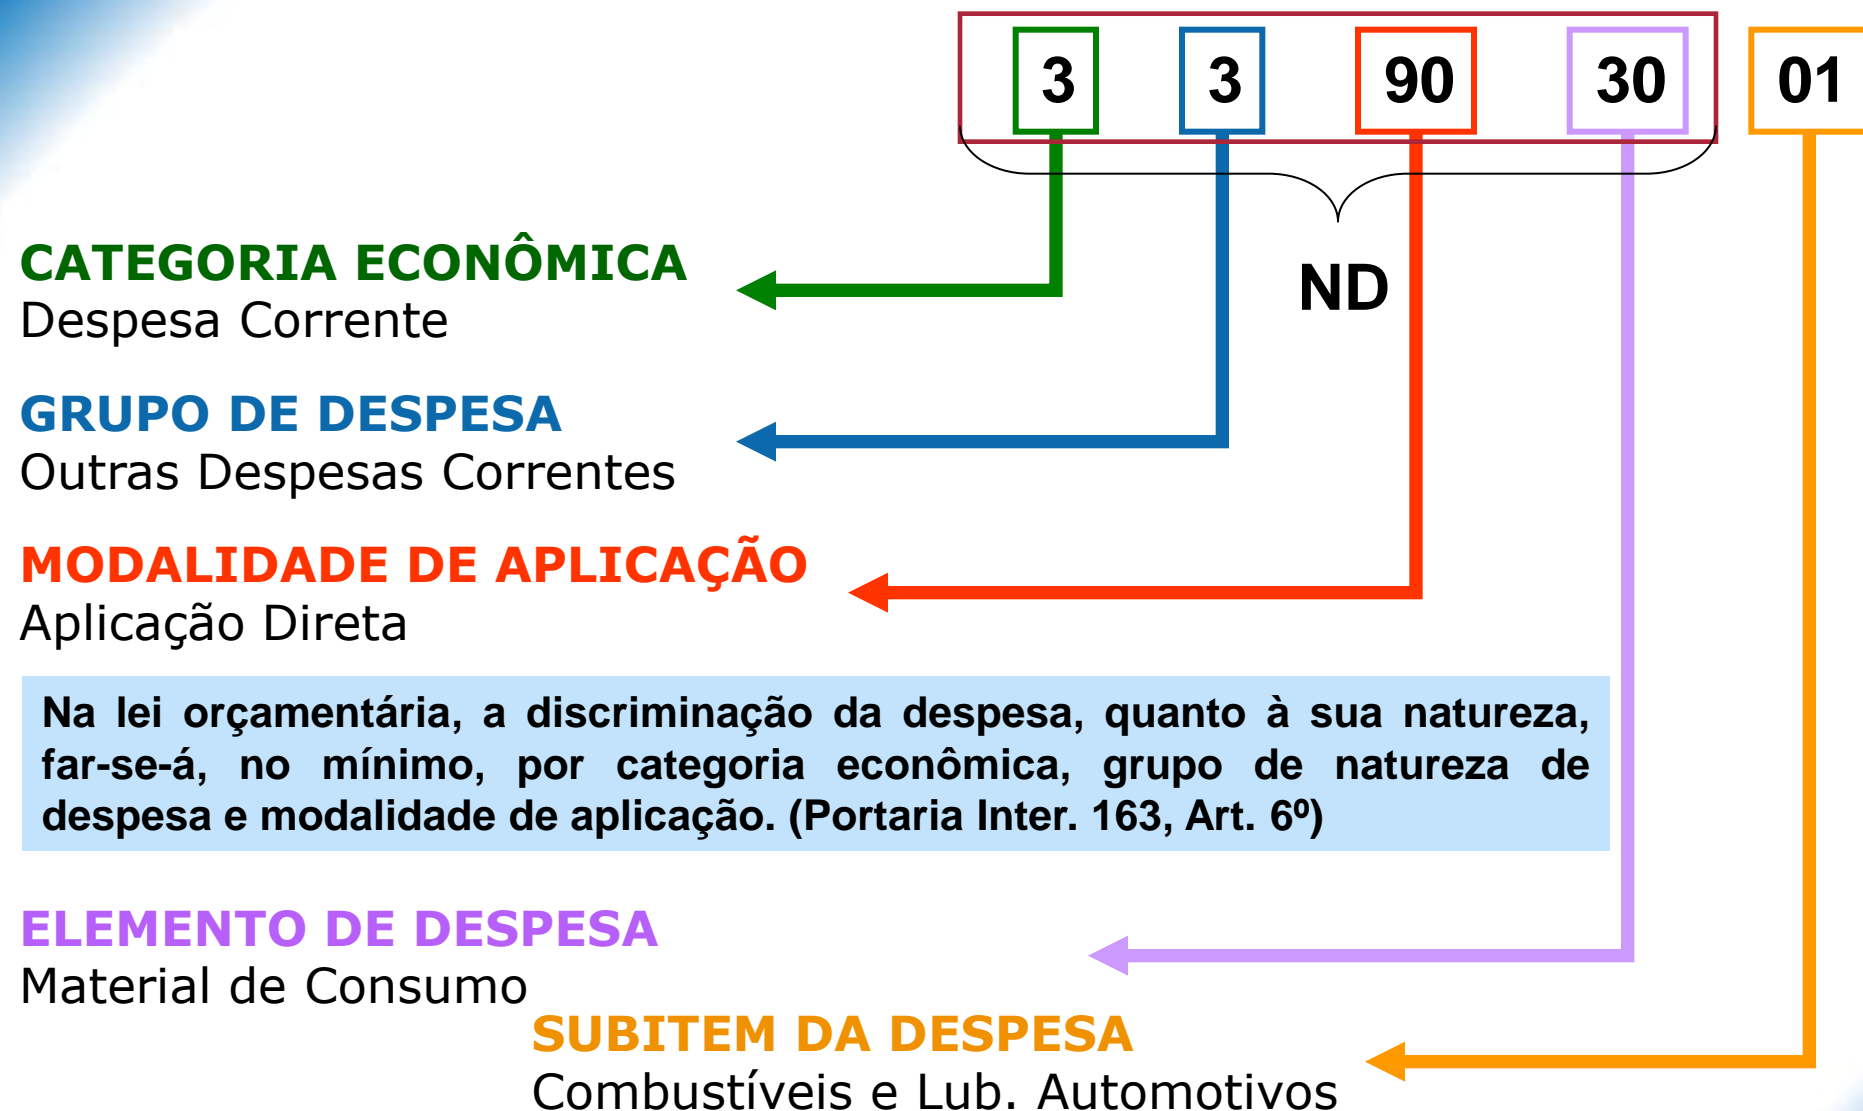 3 3 90 30 01
ND
CATEGORIA ECONÔMICA
Despesa Corrente
GRUPO DE DESPESA
Outras Despesas Correntes
MODALIDADE DE APLICAÇÃO
Aplicação Direta
Na lei orçamentária, a discriminação da despesa, quanto à sua natureza,
far-se-á, no mínimo, por categoria econômica, grupo de natureza de
despesa e modalidade de aplicação. (Portaria Inter. 163, Art. 6º)
ELEMENTO DE DESPESA
Material de Consumo
SUBITEM DA DESPESA
Combustíveis e Lub. Automotivos